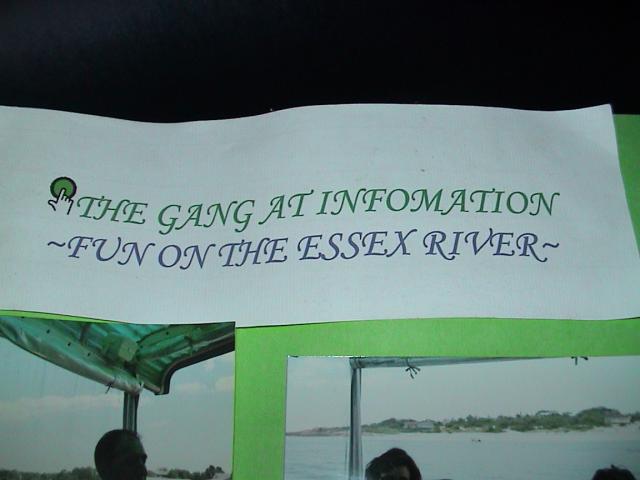 THE GANG AT INFOMATION
~FUN ON THE ESSEX RIVER~